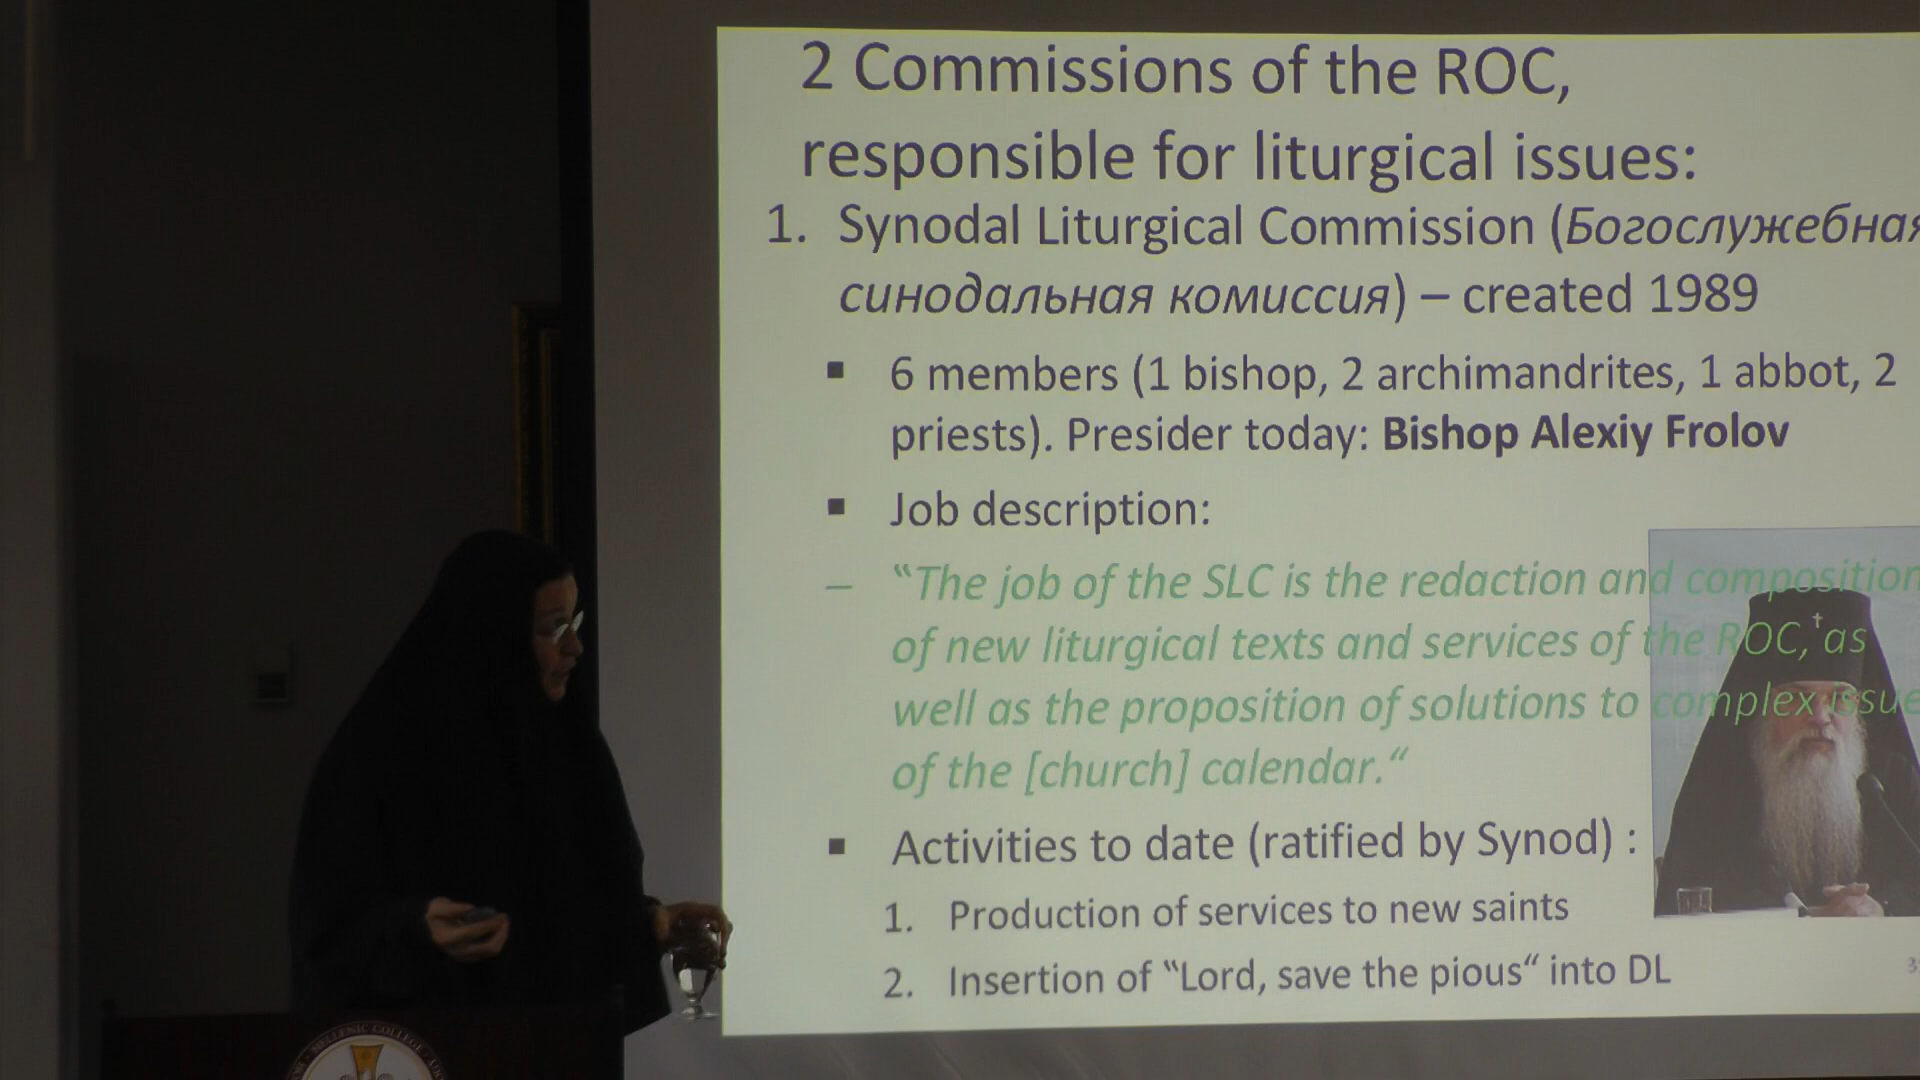 2 Commissions of the ROC,
responsible for liturgical issues:
1. Synodal Liturgical Commission (Богослужебная
синодальная комиссия) – created 1989
▪ 6 members (1 bishop, 2 archimandrites, 1 abbot, 2
priests). Presider today: Bishop Alexiy Frolov
▪ Job description:
– “The job of the SLC is the redaction and composition
of new liturgical texts and services of the ROC, as
well as the proposition of solutions to complex issue
of the [church] calendar.“
▪ Activities to date (ratified by Synod) :
1. Production of services to new saints
2. Insertion of “Lord, save the pious“ into DL
HELLENIC COLLEGE